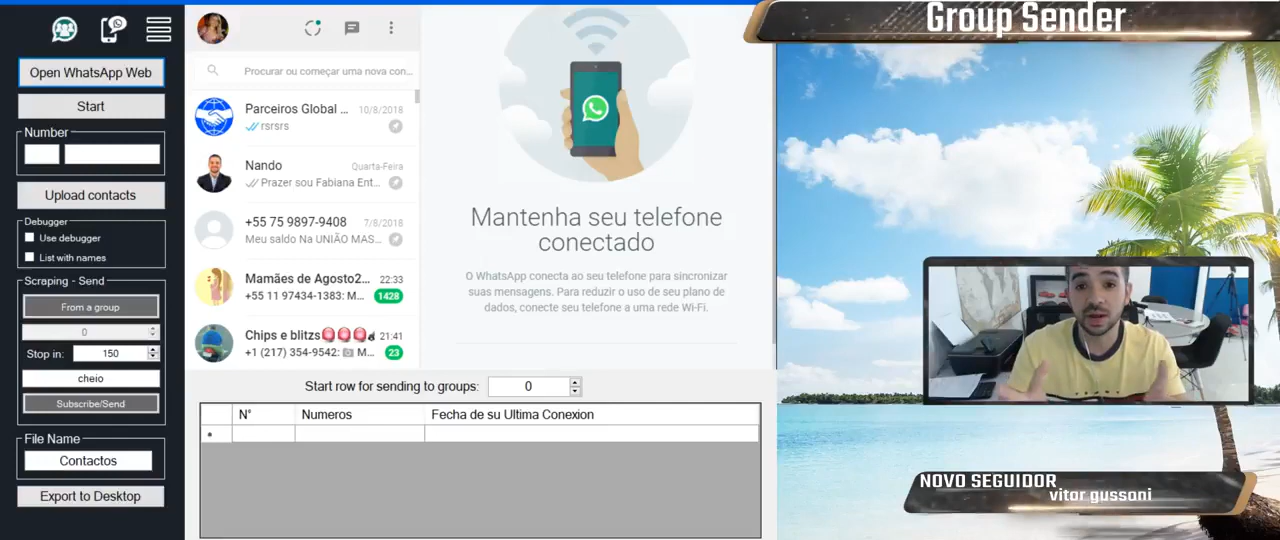 Group Sender
Open WhatsApp Web
Start
Number
Upload contacts
Debugger
Use debugger
List with names
Scraping - Send
From a group
0
Stop in:
150
cheio
Subscribe/Send
File Name
Contactos
Export to Desktop
Procurar ou começar uma nova con...
Parceiros Global ...
10/8/2018
rsrsrs
Nando
Quarta-Feira
Prazer sou Fabiana Ent...
+55 75 9897-9408
7/8/2018
Meu saldo Na UNIÃO MAS...
Mamães de Agosto2...
22:33
+55 11 97434-1383: M...
1428
Chips e blitzs
21:41
+1 (217) 354-9542: M...
23
Mantenha seu telefone
conectado
O WhatsApp conecta ao seu telefone para sincronizar
suas mensagens. Para reduzir o uso de seu plano de
dados, conecte seu telefone a uma rede Wi-Fi.
Start row for sending to groups:
0
N°
Numeros
Fecha de su Ultima Conexion
NOVO SEGUIDOR
vitor gussoni